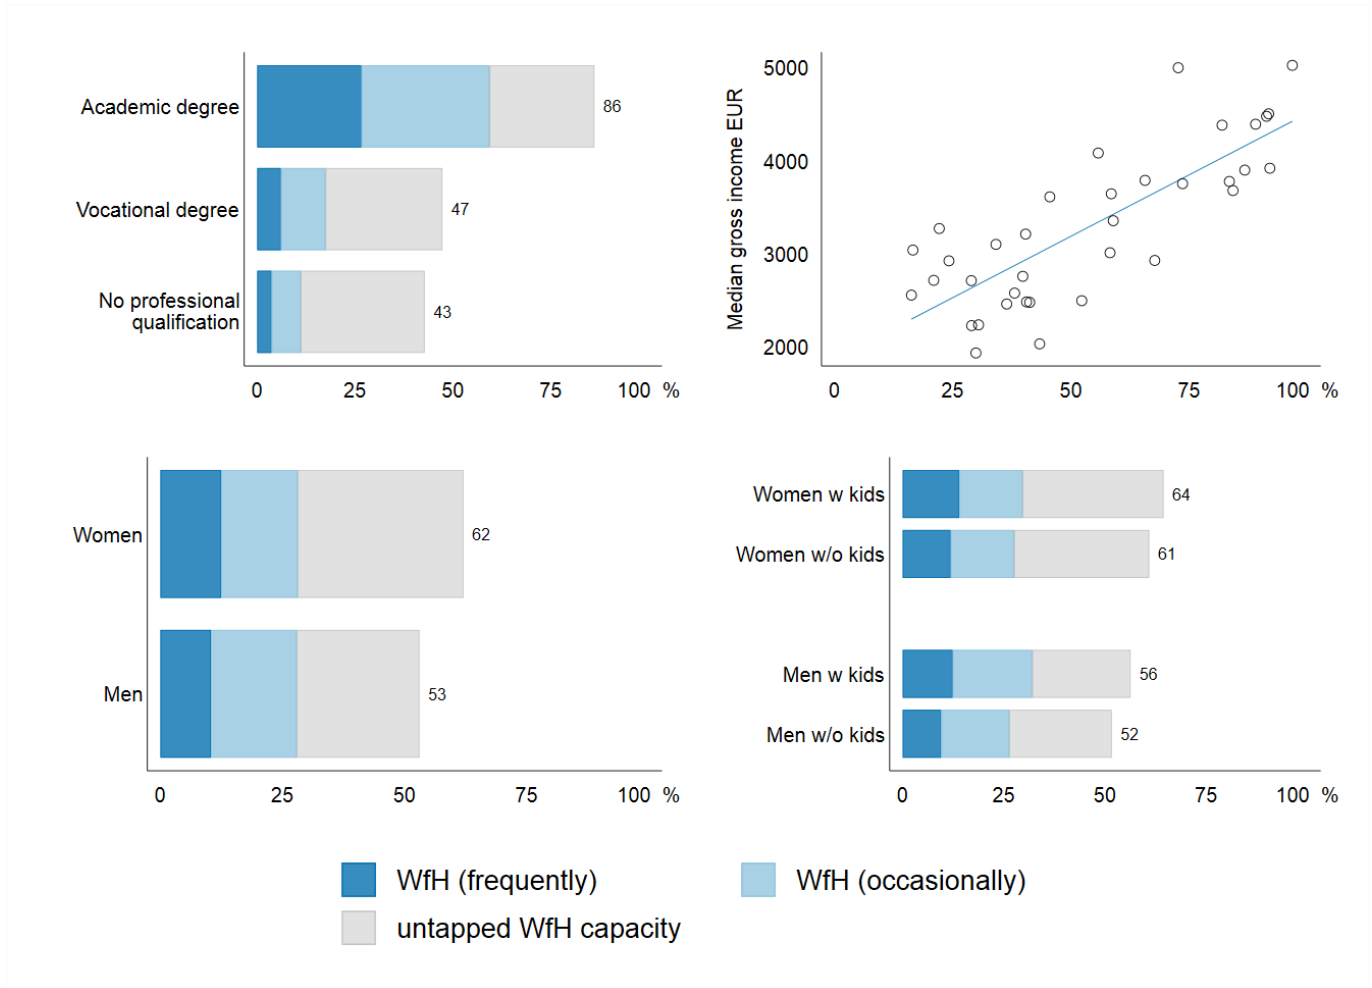 Academic degree
86
Vocational degree
47
No professional
qualification
43
0 25 50 75 100 %
Median gross income EUR
5000
4000
3000
2000
0 25 50 75 100 %
Women
62
Men
53
0 25 50 75 100 %
Women w kids
64
Women w/o kids
61
Men w kids
56
Men w/o kids
52
0 25 50 75 100 %
WfH (frequently)
WfH (occasionally)
untapped WfH capacity